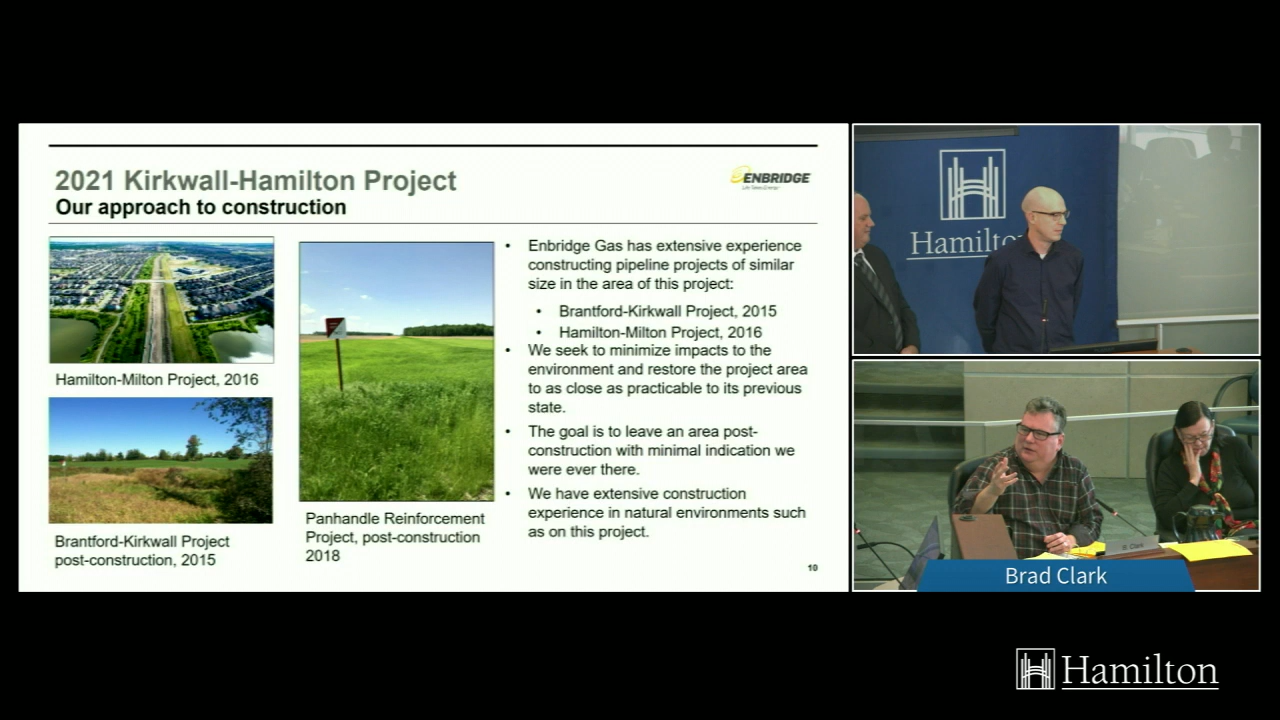 2021 Kirkwall-Hamilton Project
Our approach to construction
ENBRIDGE
Life Takes Energy
Hamilton-Milton Project, 2016
Brantford-Kirkwall Project
post-construction, 2015
Panhandle Reinforcement
Project, post-construction
2018
• Enbridge Gas has extensive experience
constructing pipeline projects of similar
size in the area of this project:
• Brantford-Kirkwall Project, 2015
• Hamilton-Milton Project, 2016
• We seek to minimize impacts to the
environment and restore the project area
to as close as practicable to its previous
state.
• The goal is to leave an area post-
construction with minimal indication we
were ever there.
• We have extensive construction
experience in natural environments such
as on this project.
10
Hamilton
B. Clark
Brad Clark
Hamilton